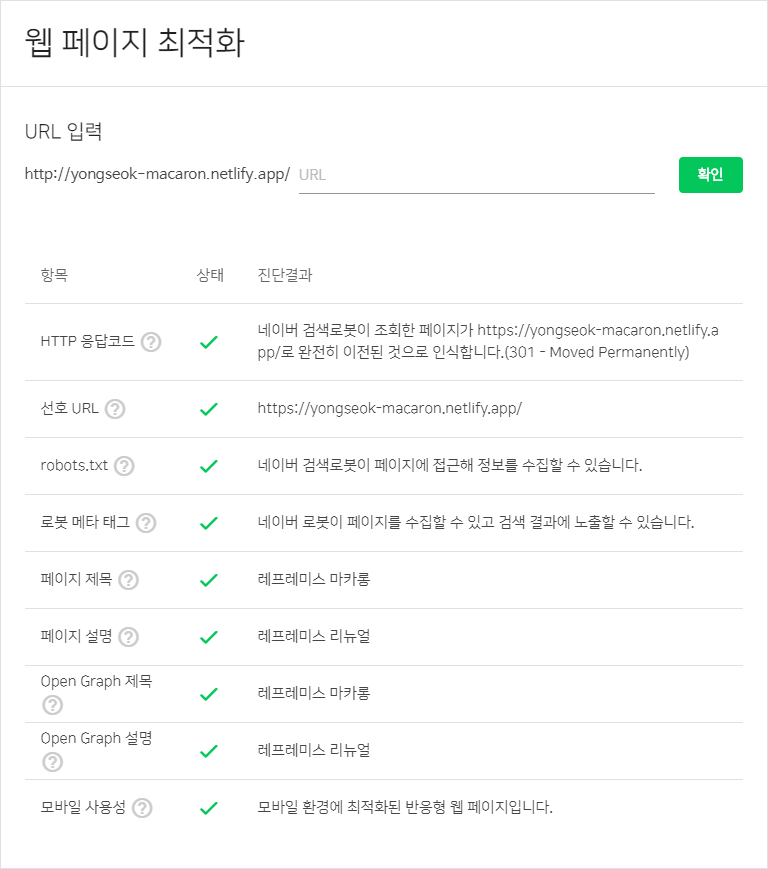 웹 페이지 최적화
URL 입력
http://yongseok-macaron.netlify.app/ URL 확인
항목 상태 진단결과
HTTP 응답코드 ? 네이버 검색로봇이 조회한 페이지가 https://yongseok-macaron.netlify.a
pp/로 완전히 이전된 것으로 인식합니다.(301 - Moved Permanently)
선호 URL ? https://yongseok-macaron.netlify.app/
robots.txt ? 네이버 검색로봇이 페이지에 접근해 정보를 수집할 수 있습니다.
로봇 메타 태그 ? 네이버 로봇이 페이지를 수집할 수 있고 검색 결과에 노출할 수 있습니다.
페이지 제목 ? 레프레미스 마카롱
페이지 설명 ? 레프레미스 리뉴얼
Open Graph 제목 ? 레프레미스 마카롱
Open Graph 설명 ? 레프레미스 리뉴얼
모바일 사용성 ? 모바일 환경에 최적화된 반응형 웹 페이지입니다.